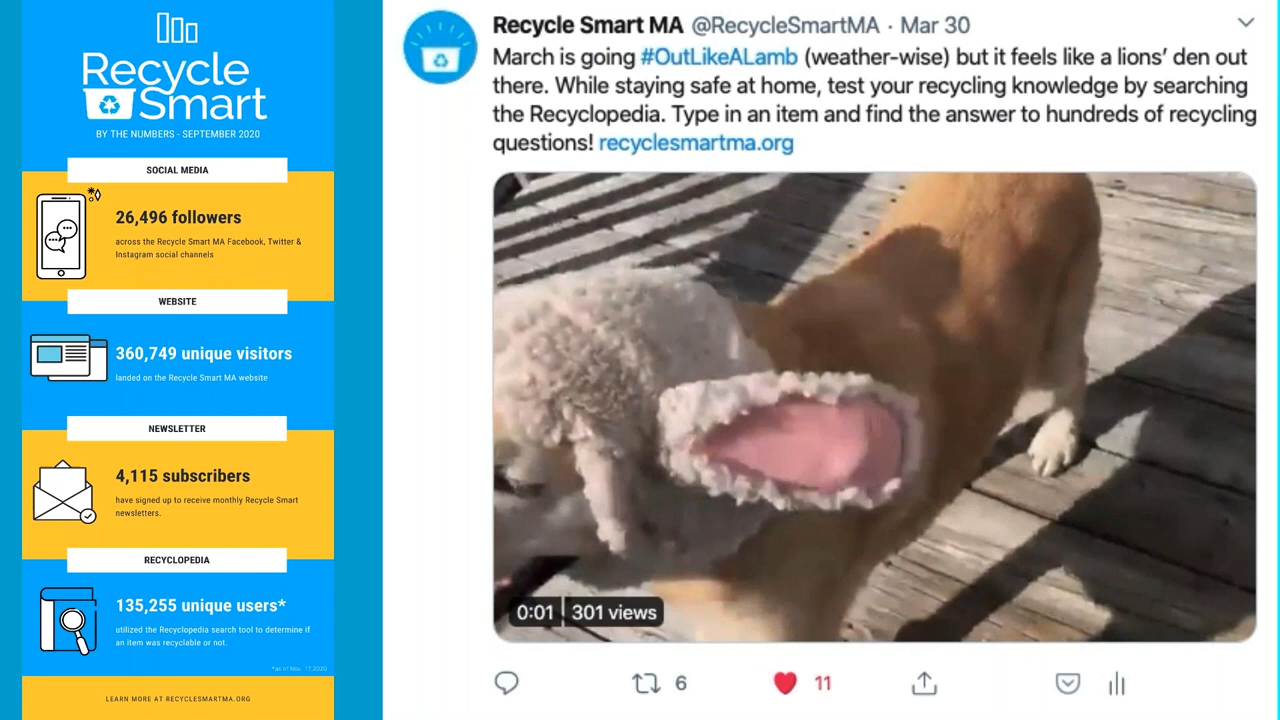 Recycle
Smart
BY THE NUMBERS - SEPTEMBER 2020
SOCIAL MEDIA
26,496 followers
across the Recycle Smart MA Facebook, Twitter &
Instagram social channels
WEBSITE
360,749 unique visitors
landed on the Recycle Smart MA website
NEWSLETTER
4,115 subscribers
have signed up to receive monthly Recycle Smart
newsletters.
RECYCLOPEDIA
135,255 unique users*
utilized the Recyclopedia search tool to determine if
an item was recyclable or not.
*as of Nov. 17,2020
LEARN MORE AT RECYCLESMARTMA.ORG
Recycle Smart MA @RecycleSmartMA · Mar 30
March is going #OutLikeALamb (weather-wise) but it feels like a lions' den out
there. While staying safe at home, test your recycling knowledge by searching
the Recyclopedia. Type in an item and find the answer to hundreds of recycling
questions! recyclesmartma.org
0:01 301 views
6 11